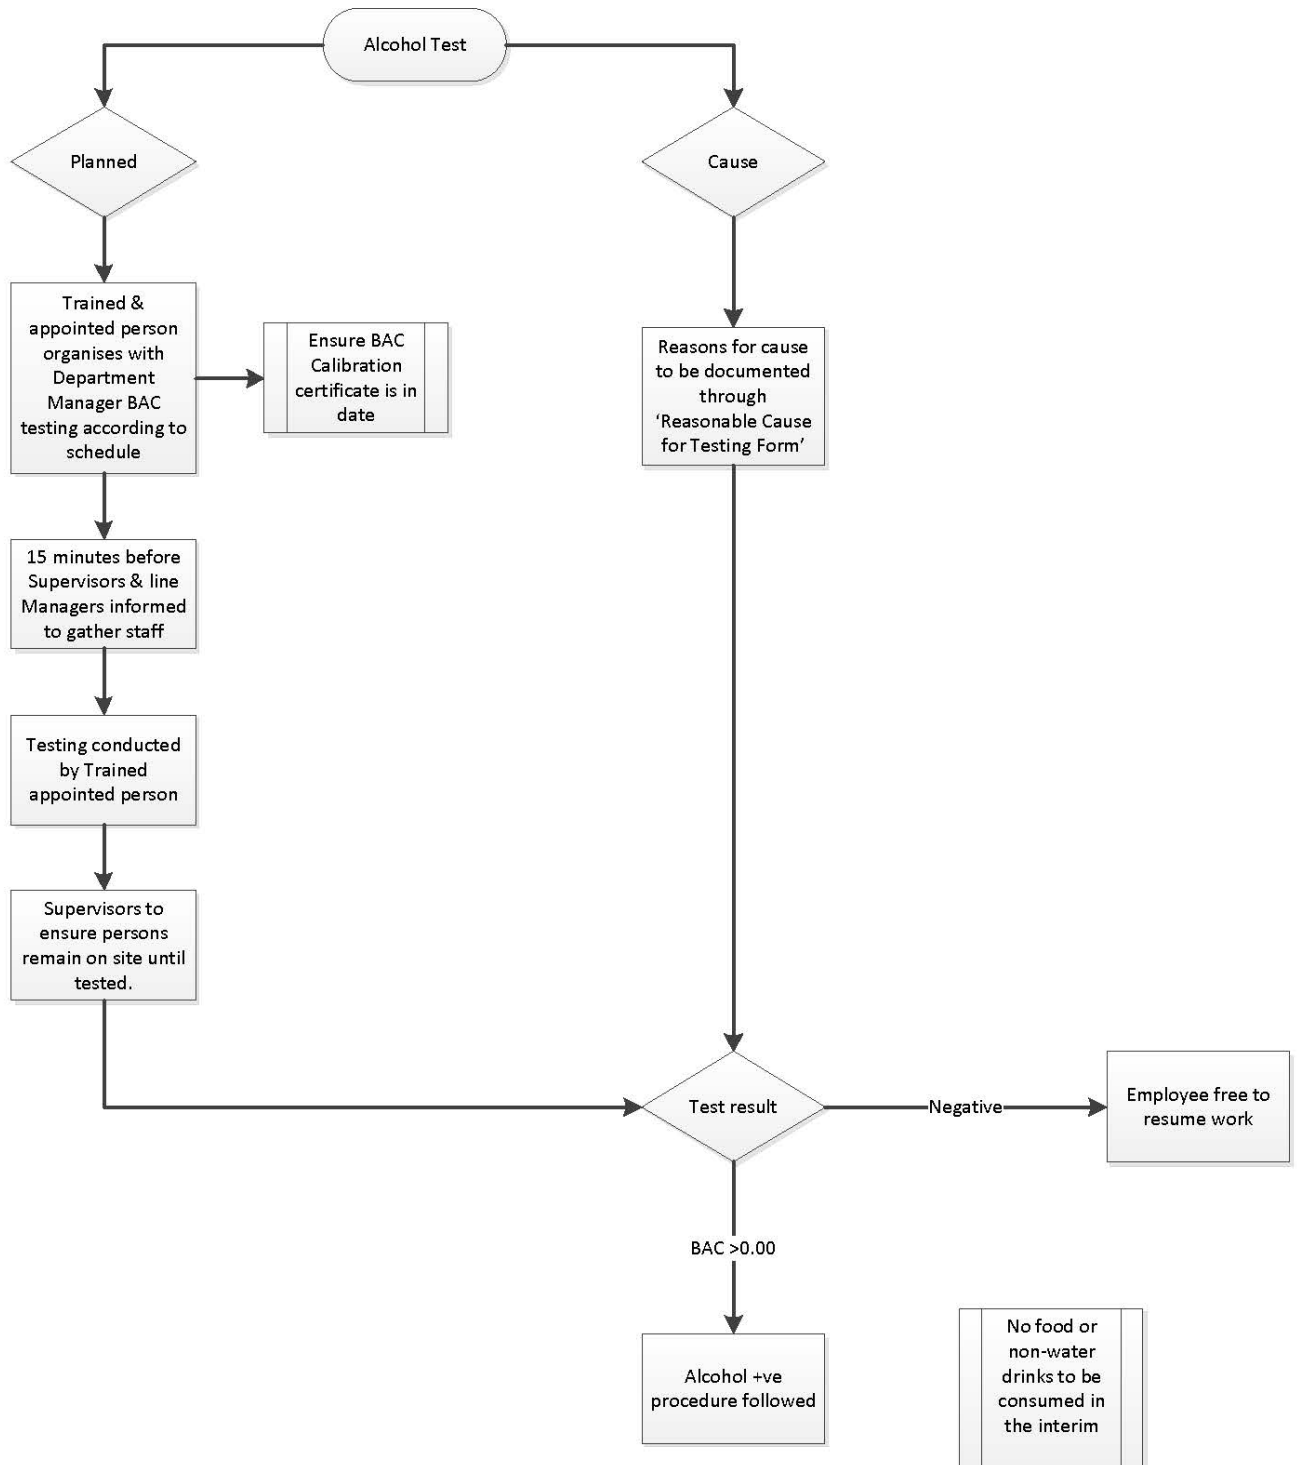 Alcohol Test
Planned
Cause
Trained &
appointed person
organises with
Department
Manager BAC
testing according to
schedule
Ensure BAC
Calibration
certificate is in
date
Reasons for cause
to be documented
through
‘Reasonable Cause
for Testing Form’
15 minutes before
Supervisors & line
Managers informed
to gather staff
Testing conducted
by Trained
appointed person
Supervisors to
ensure persons
remain on site until
tested.
Test result
Negative
Employee free to
resume work
BAC >0.00
Alcohol +ve
procedure followed
No food or
non-water
drinks to be
consumed in
the interim